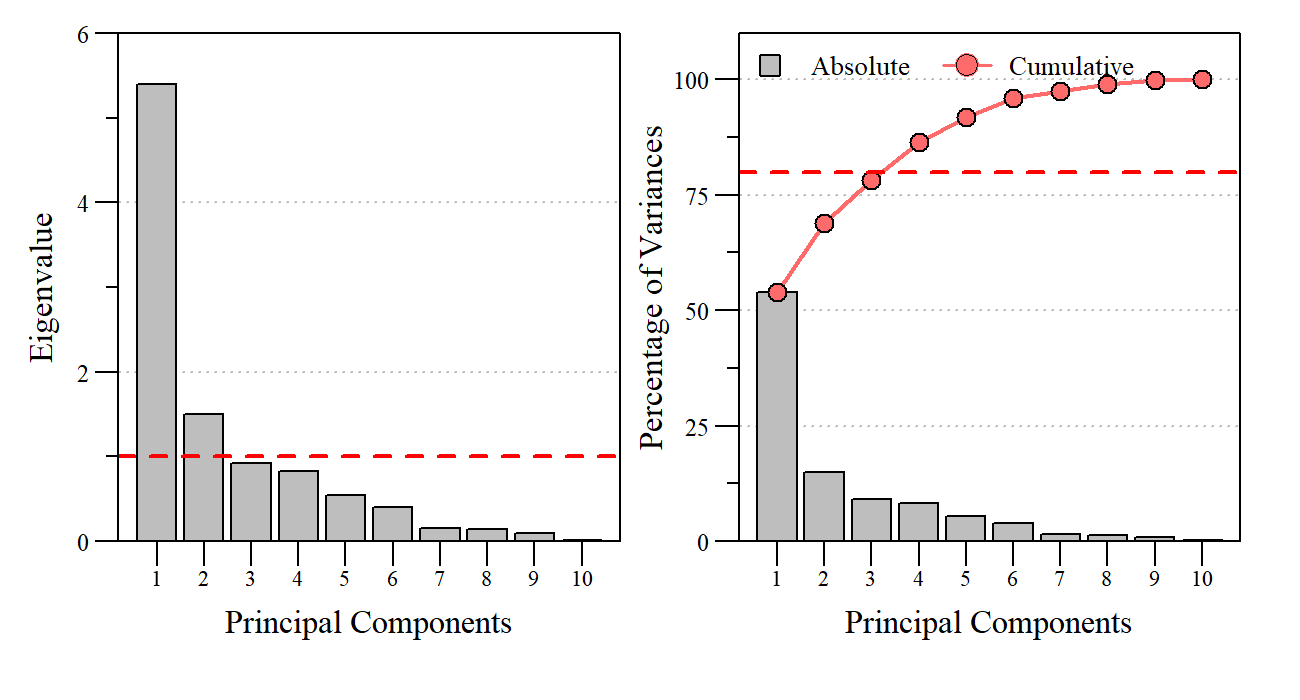 Eigenvalue
6
4
2
0
1 2 3 4 5 6 7 8 9 10
Principal Components
Percentage of Variances
Absolute Cumulative
100
75
50
25
0
1 2 3 4 5 6 7 8 9 10
Principal Components